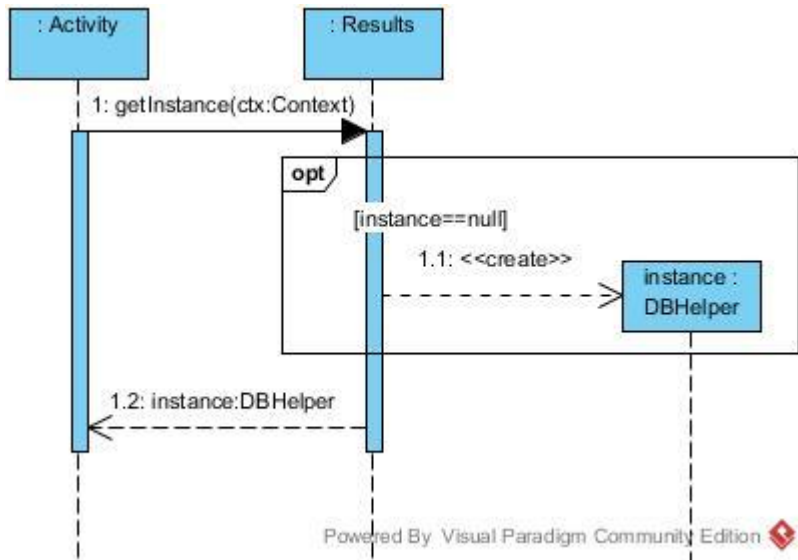 : Activity
: Results
1: getInstance(ctx:Context)
opt
[instance==null]
1.1: <<create>>
instance :
DBHelper
1.2: instance:DBHelper
Powered By Visual Paradigm Community Edition